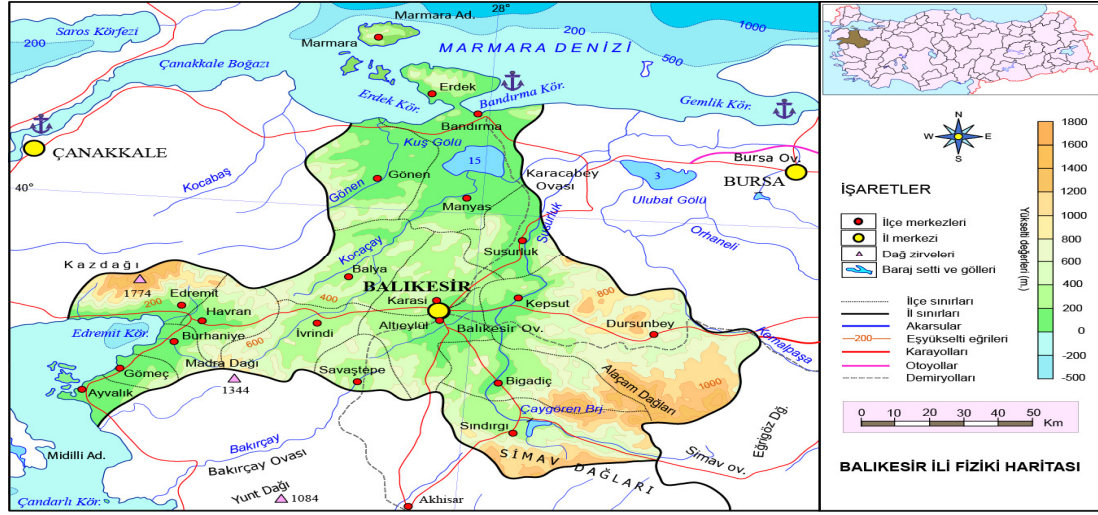 28°
Marmara Ad.
1000
200
200
500
Saros Körfezi
Marmara
MARMARA DENİZİ
Çanakkale Boğazı
Erdek
Erdek Kör.
Bandırma Kör.
Gemlik Kör.
Bandırma
ÇANAKKALE
Kuş Gölü
15
Bursa Ov.
Karacabey
Ovası
3
BURSA
Kocabaş
40°
Gönen
Gönen
Ulubat Gölü
Manyas
Susurluk
Orhaneli
Susurluk
Kocaçay
Kazdağı
Balya
1774
BALIKESİR
200
Edremit
400
Karasi
Kepsut
800
Havran
Edremit Kör.
Burhaniye
İvrindi
Altıeylül
Balıkesir Ov.
Dursunbey
Kemalpaşa
600
Madra Dağı
Gömeç
Savaştepe
1344
Bigadiç
Alaçam Dağları
1000
Ayvalık
Çaygören Brj
Eğrigöz Dğ.
Sındırgı
Midilli Ad.
Bakırçay
SİMAV DAĞLARI
Simav ov.
Bakırçay Ovası
Yunt Dağı
1084
Akhisar
Çandarlı Kör.
N
W E
S
1800
1600
1400
1200
1000
800
600
400
200
0
-200
-500
Yükselti değerleri (m.)
İŞARETLER
İlçe merkezleri
İl merkezi
Dağ zirveleri
Baraj setti ve gölleri
İlçe sınırları
İl sınırları
Akarsular
200
Eşyükselti eğrileri
Karayolları
Otoyollar
Demiryolları
0 10 20 30 40 50
Km
BALIKESİR İLİ FİZİKİ HARİTASI